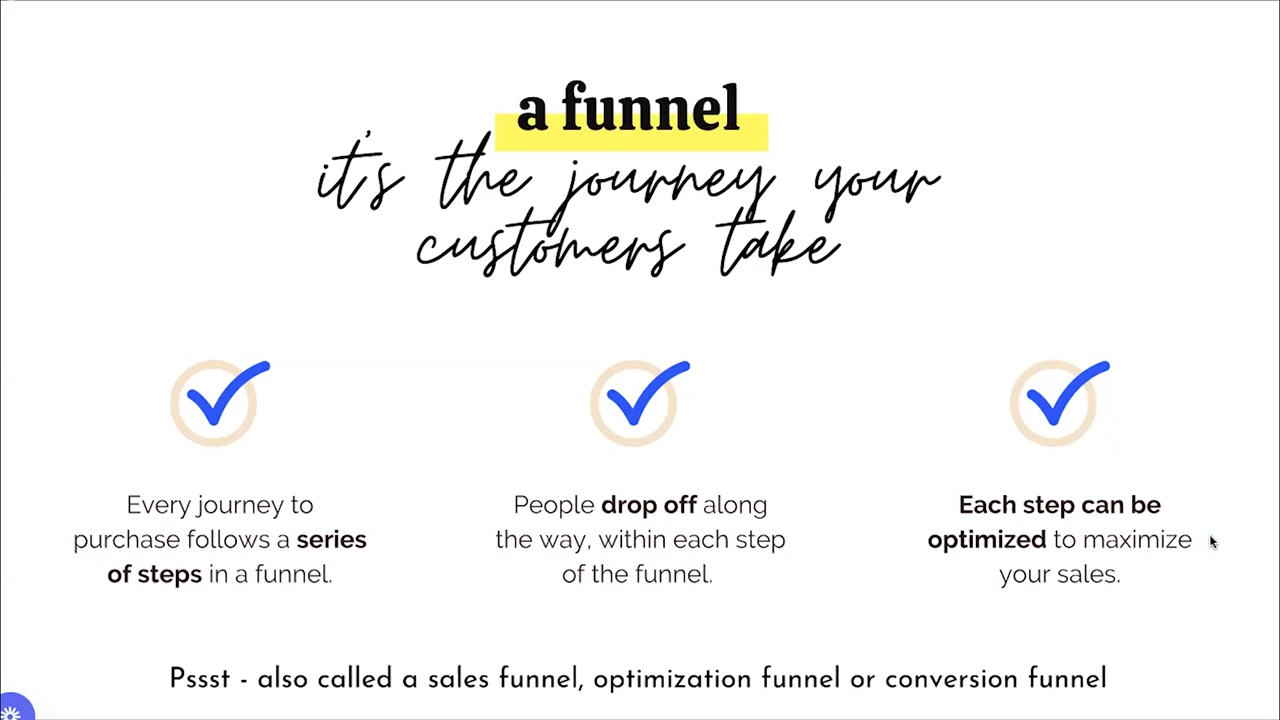 a funnel
it's the journey your
customers take
Every journey to
purchase follows a series
of steps in a funnel.
People drop off along
the way, within each step
of the funnel.
Each step can be
optimized to maximize
your sales.
Pssst - also called a sales funnel, optimization funnel or conversion funnel